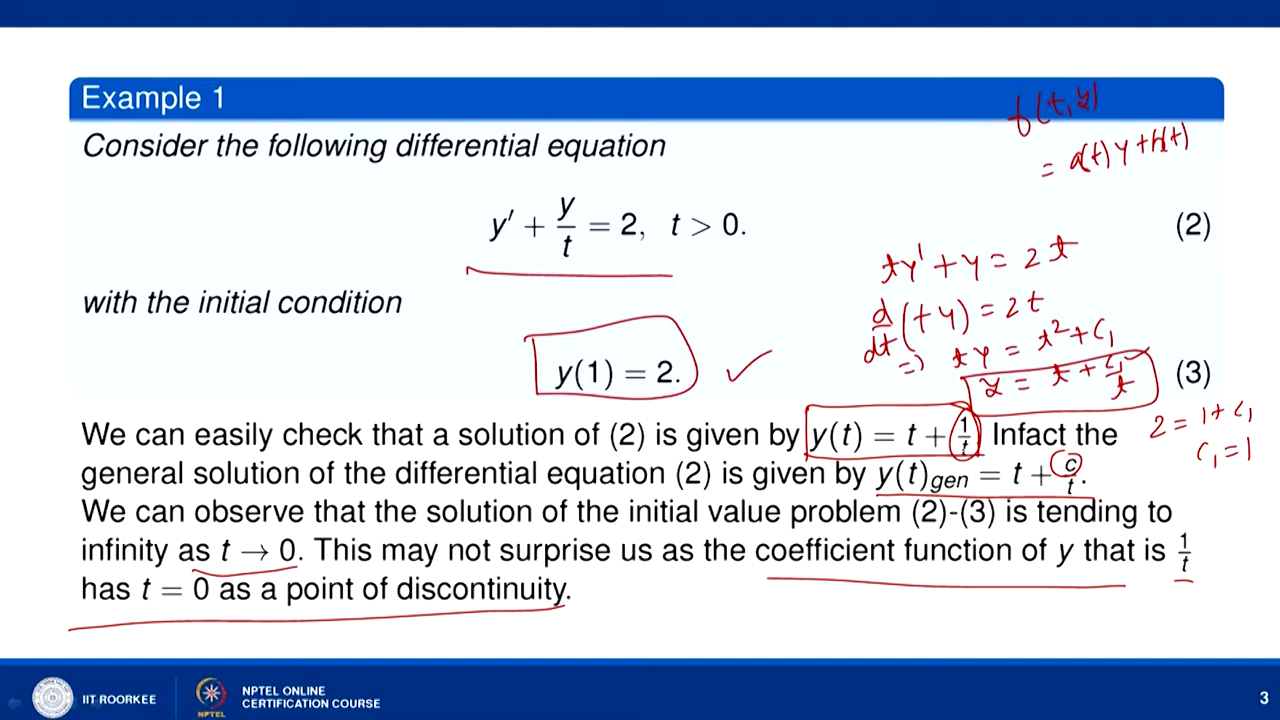 Example 1
f(t, y)
= a(t) y + h(t)
Consider the following differential equation
y′ + y/t = 2, t > 0. (2)
ty' + y = 2t
d/dt (ty) = 2t
with the initial condition
⇒ ty = t² + c₁
y(1) = 2. (3)
y = t + c₁/t
2 = 1 + c₁
c₁ = 1
We can easily check that a solution of (2) is given by y(t) = t + 1/t. Infact the
general solution of the differential equation (2) is given by y(t)gen = t + c/t.
We can observe that the solution of the initial value problem (2)-(3) is tending to
infinity as t → 0. This may not surprise us as the coefficient function of y that is 1/t
has t = 0 as a point of discontinuity.
IIT ROORKEE
NPTEL
NPTEL ONLINE
CERTIFICATION COURSE
3